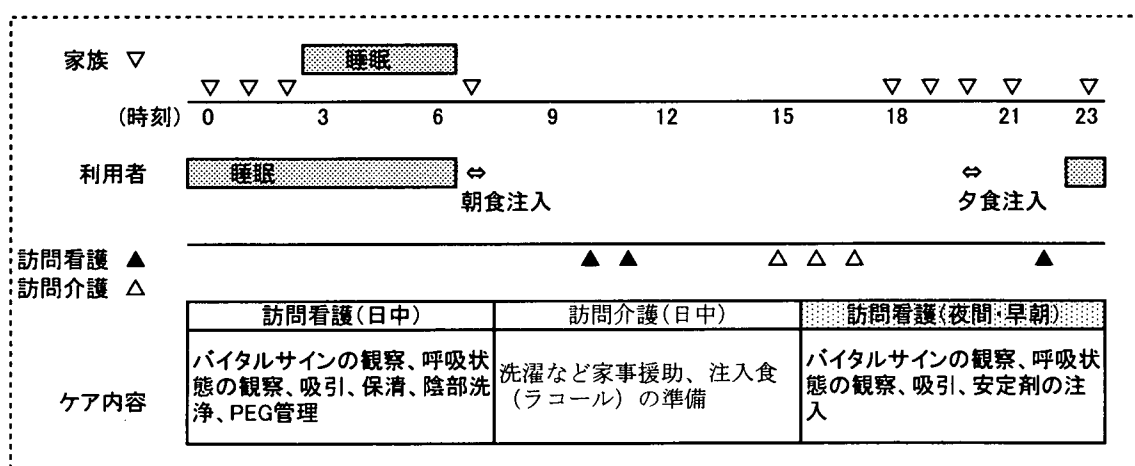 家族 ▽
睡眠
▽ ▽ ▽ ▽ ▽ ▽ ▽ ▽ ▽
(時刻) 0 3 6 9 12 15 18 21 23
利用者 睡眠 ⇔ ⇔
朝食注入 夕食注入
訪問看護 ▲ ▲ ▲ △ △ △ ▲
訪問介護 △
訪問看護(日中) 訪問介護(日中) 訪問看護(夜間・早朝)
ケア内容
バイタルサインの観察、呼吸状
態の観察、吸引、保清、陰部洗
浄、PEG管理
洗濯など家事援助、注入食
(ラコール)の準備
バイタルサインの観察、呼吸状
態の観察、吸引、安定剤の注
入